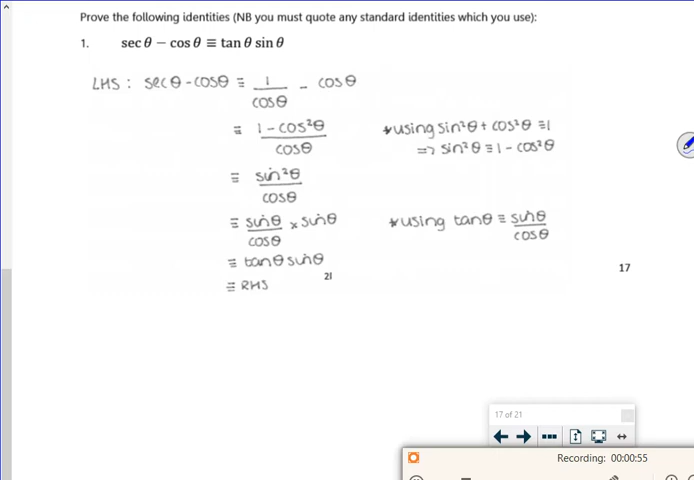 Prove the following identities (NB you must quote any standard identities which you use):
1. sec θ − cos θ ≡ tan θ sin θ
LHS : secθ - cosθ ≡ 1/cosθ - cosθ
≡ 1 - cos²θ/cosθ *using sin²θ + cos²θ ≡ 1
=> sin²θ ≡ 1 - cos²θ
≡ sin²θ/cosθ
≡ sinθ/cosθ × sinθ *using tanθ ≡ sinθ/cosθ
≡ tanθ sinθ
≡ RHS
21
17
17 of 21
Recording: 00:00:55